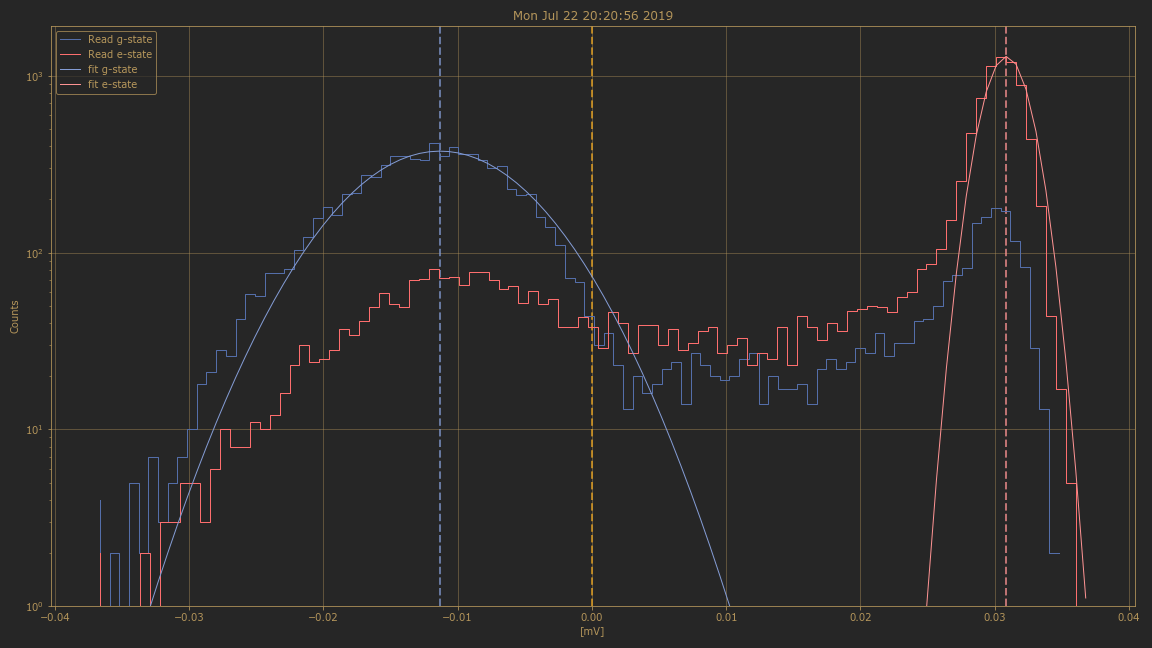 Mon Jul 22 20:20:56 2019
Read g-state
Read e-state
fit g-state
fit e-state
Counts
10³
10²
10¹
10⁰
−0.04 −0.03 −0.02 −0.01 0.00 0.01 0.02 0.03 0.04
[mV]